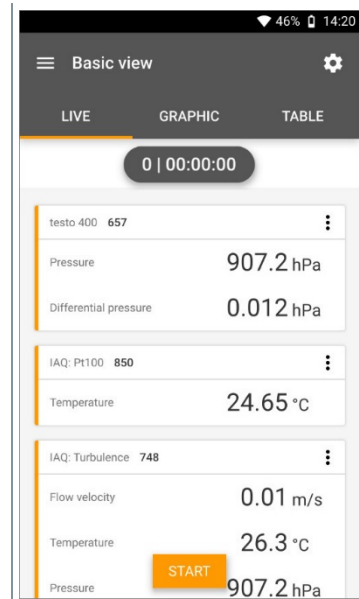 46% 14:20
Basic view
LIVE GRAPHIC TABLE
0 | 00:00:00
testo 400 657
Pressure 907.2 hPa
Differential pressure 0.012 hPa
IAQ: Pt100 850
Temperature 24.65 °C
IAQ: Turbulence 748
Flow velocity 0.01 m/s
Temperature 26.3 °C
START
Pressure 907.2 hPa